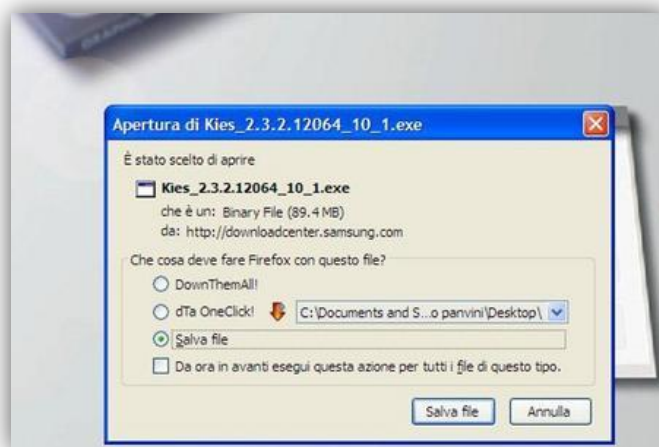 GRAPHIC
Apertura di Kies_2.3.2.12064_10_1.exe
È stato scelto di aprire
Kies_2.3.2.12064_10_1.exe
che è un: Binary File (89.4 MB)
da: http://downloadcenter.samsung.com
Che cosa deve fare Firefox con questo file?
DownThemAll!
dTa OneClick!
C:\Documents and S...o panvini\Desktop\
Salva file
Da ora in avanti esegui questa azione per tutti i file di questo tipo.
Salva file
Annulla